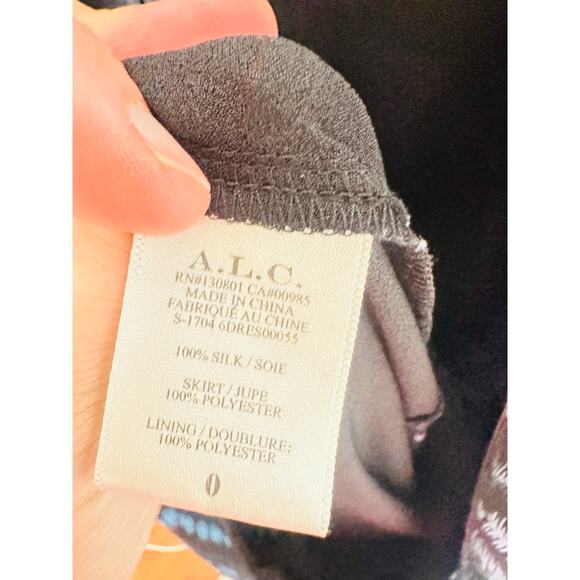 A.L.C.
RN#130801 CA#00985
MADE IN CHINA
FABRIQUÉ AU CHINE
S-1704 6DRES00055
100% SILK / SOIE
SKIRT / JUPE
100% POLYESTER
LINING / DOUBLURE:
100% POLYESTER
0